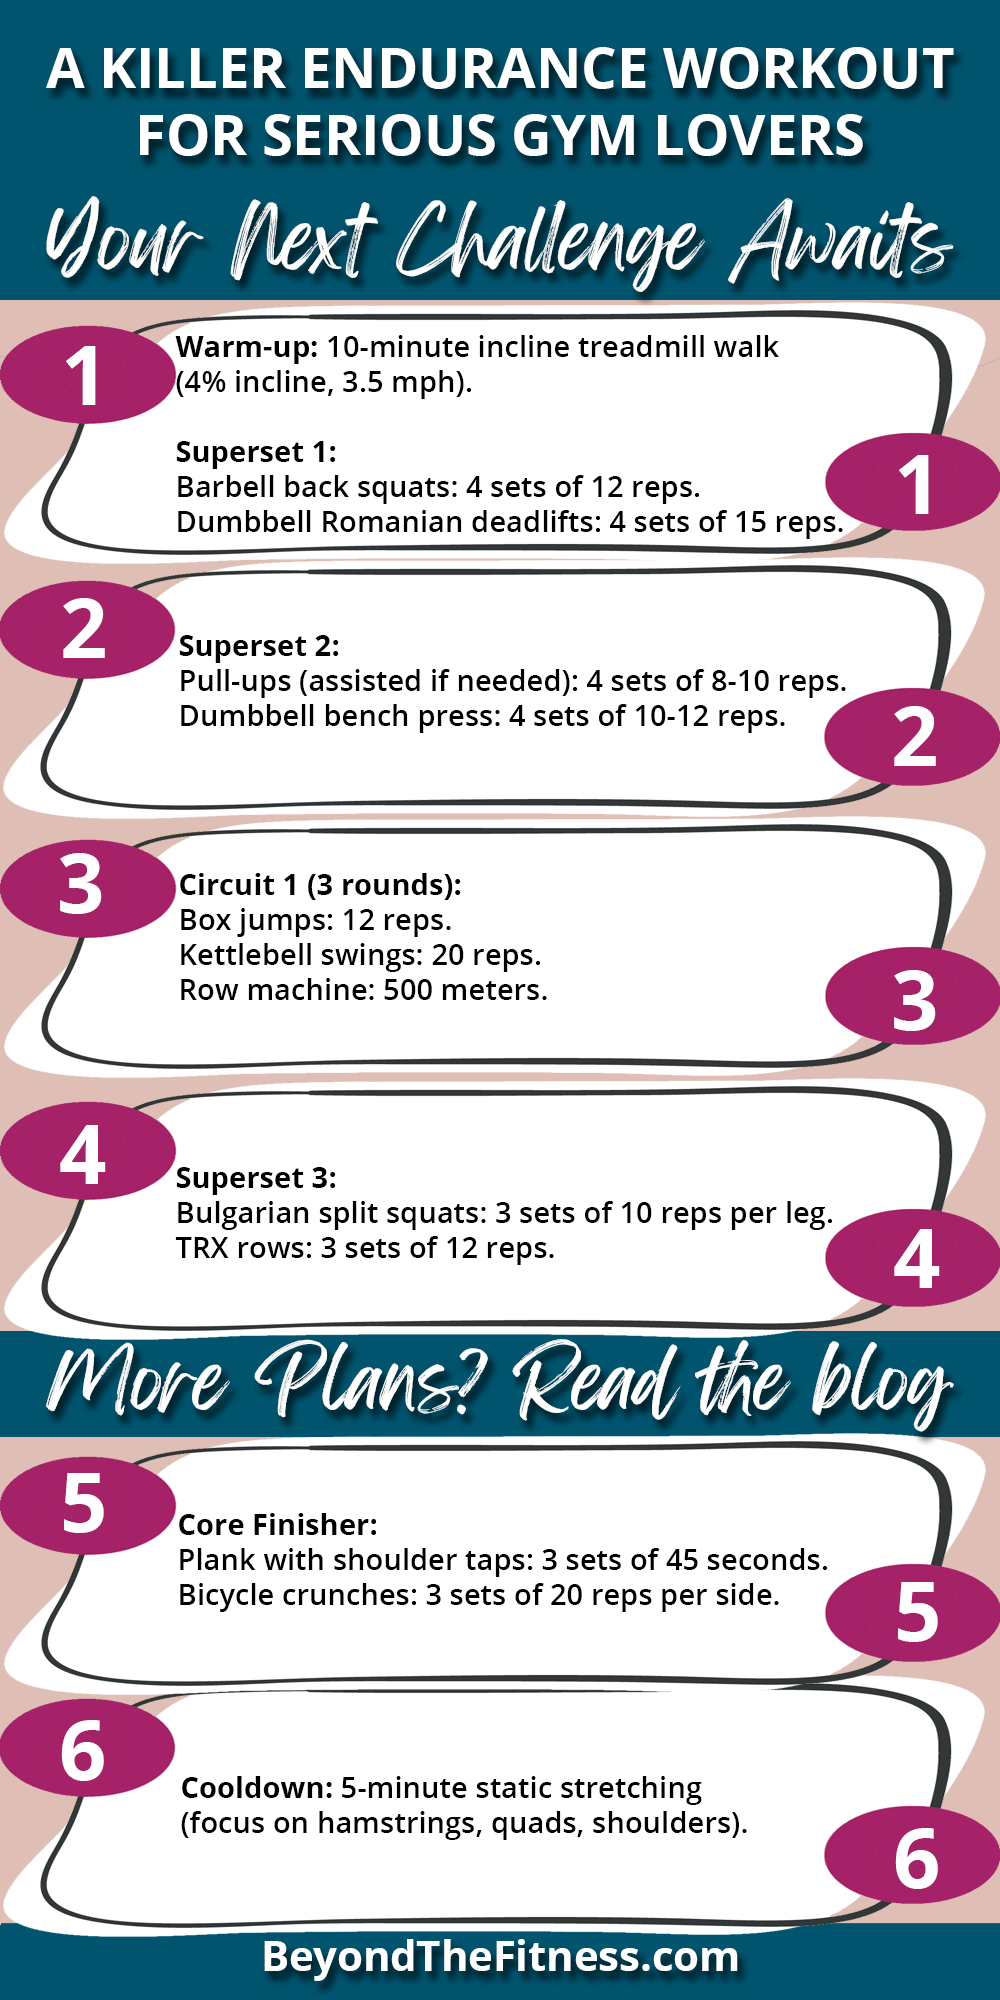 A KILLER ENDURANCE WORKOUT
FOR SERIOUS GYM LOVERS
Your Next Challenge Awaits
1
Warm-up: 10-minute incline treadmill walk
(4% incline, 3.5 mph).
Superset 1:
Barbell back squats: 4 sets of 12 reps.
Dumbbell Romanian deadlifts: 4 sets of 15 reps.
1
2
Superset 2:
Pull-ups (assisted if needed): 4 sets of 8-10 reps.
Dumbbell bench press: 4 sets of 10-12 reps.
2
3
Circuit 1 (3 rounds):
Box jumps: 12 reps.
Kettlebell swings: 20 reps.
Row machine: 500 meters.
3
4
Superset 3:
Bulgarian split squats: 3 sets of 10 reps per leg.
TRX rows: 3 sets of 12 reps.
4
More Plans? Read the blog
5
Core Finisher:
Plank with shoulder taps: 3 sets of 45 seconds.
Bicycle crunches: 3 sets of 20 reps per side.
5
6
Cooldown: 5-minute static stretching
(focus on hamstrings, quads, shoulders).
6
BeyondTheFitness.com